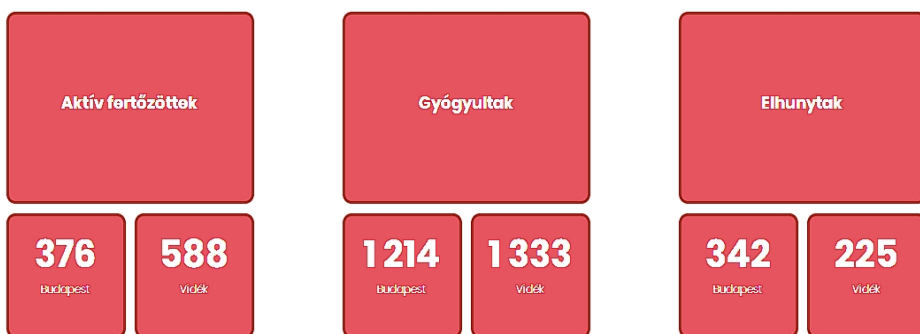 Aktív fertőzöttek
Gyógyultak
Elhunytak
376
588
1 214
1 333
342
225
Budapest
Vidék
Budapest
Vidék
Budapest
Vidék